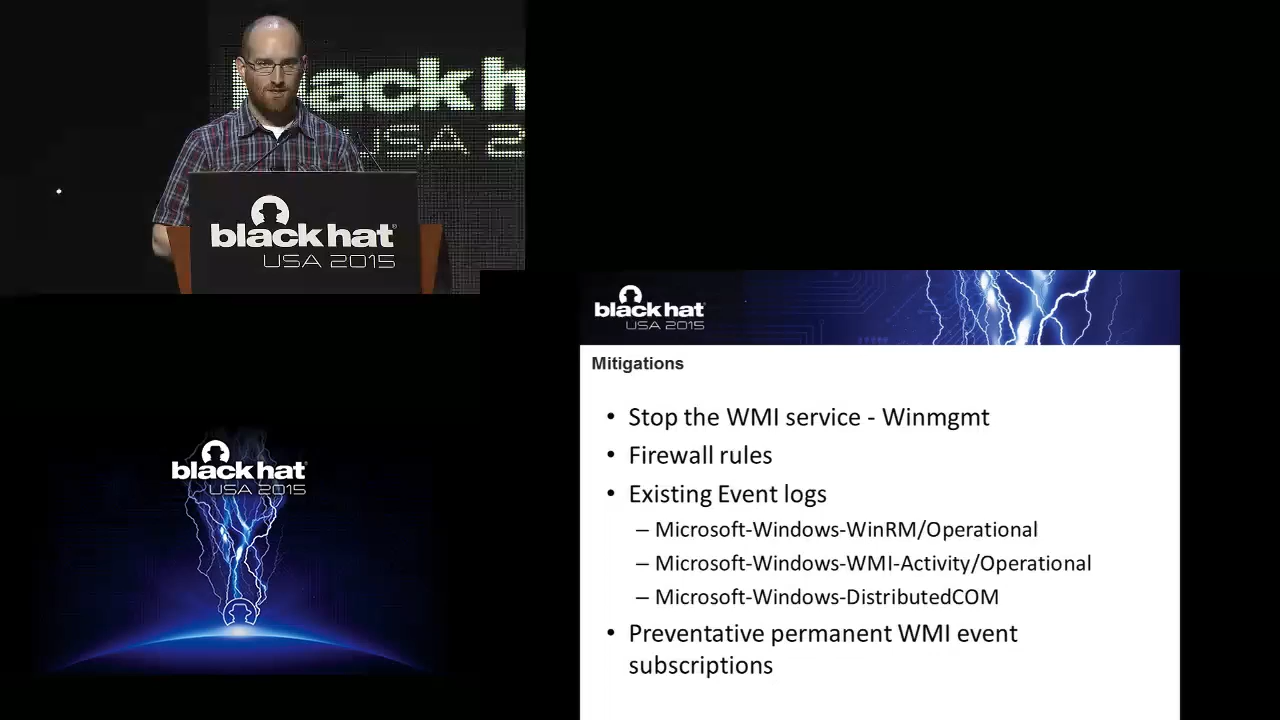 black h
USA 2
black hat
USA 2015
black hat
USA 2015
Mitigations
• Stop the WMI service - Winmgmt
• Firewall rules
• Existing Event logs
– Microsoft-Windows-WinRM/Operational
– Microsoft-Windows-WMI-Activity/Operational
– Microsoft-Windows-DistributedCOM
• Preventative permanent WMI event
subscriptions
black hat
USA 2015